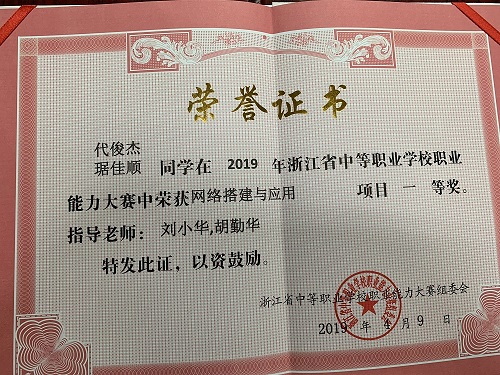 荣誉证书
代俊杰
琚佳顺 同学在 2019 年浙江省中等职业学校职业
能力大赛中荣获网络搭建与应用 项目 一 等奖。
指导老师: 刘小华,胡勤华
特发此证，以资鼓励。
浙江省中等职业学校职业能力大赛组委会
2019 年 4 月 9 日